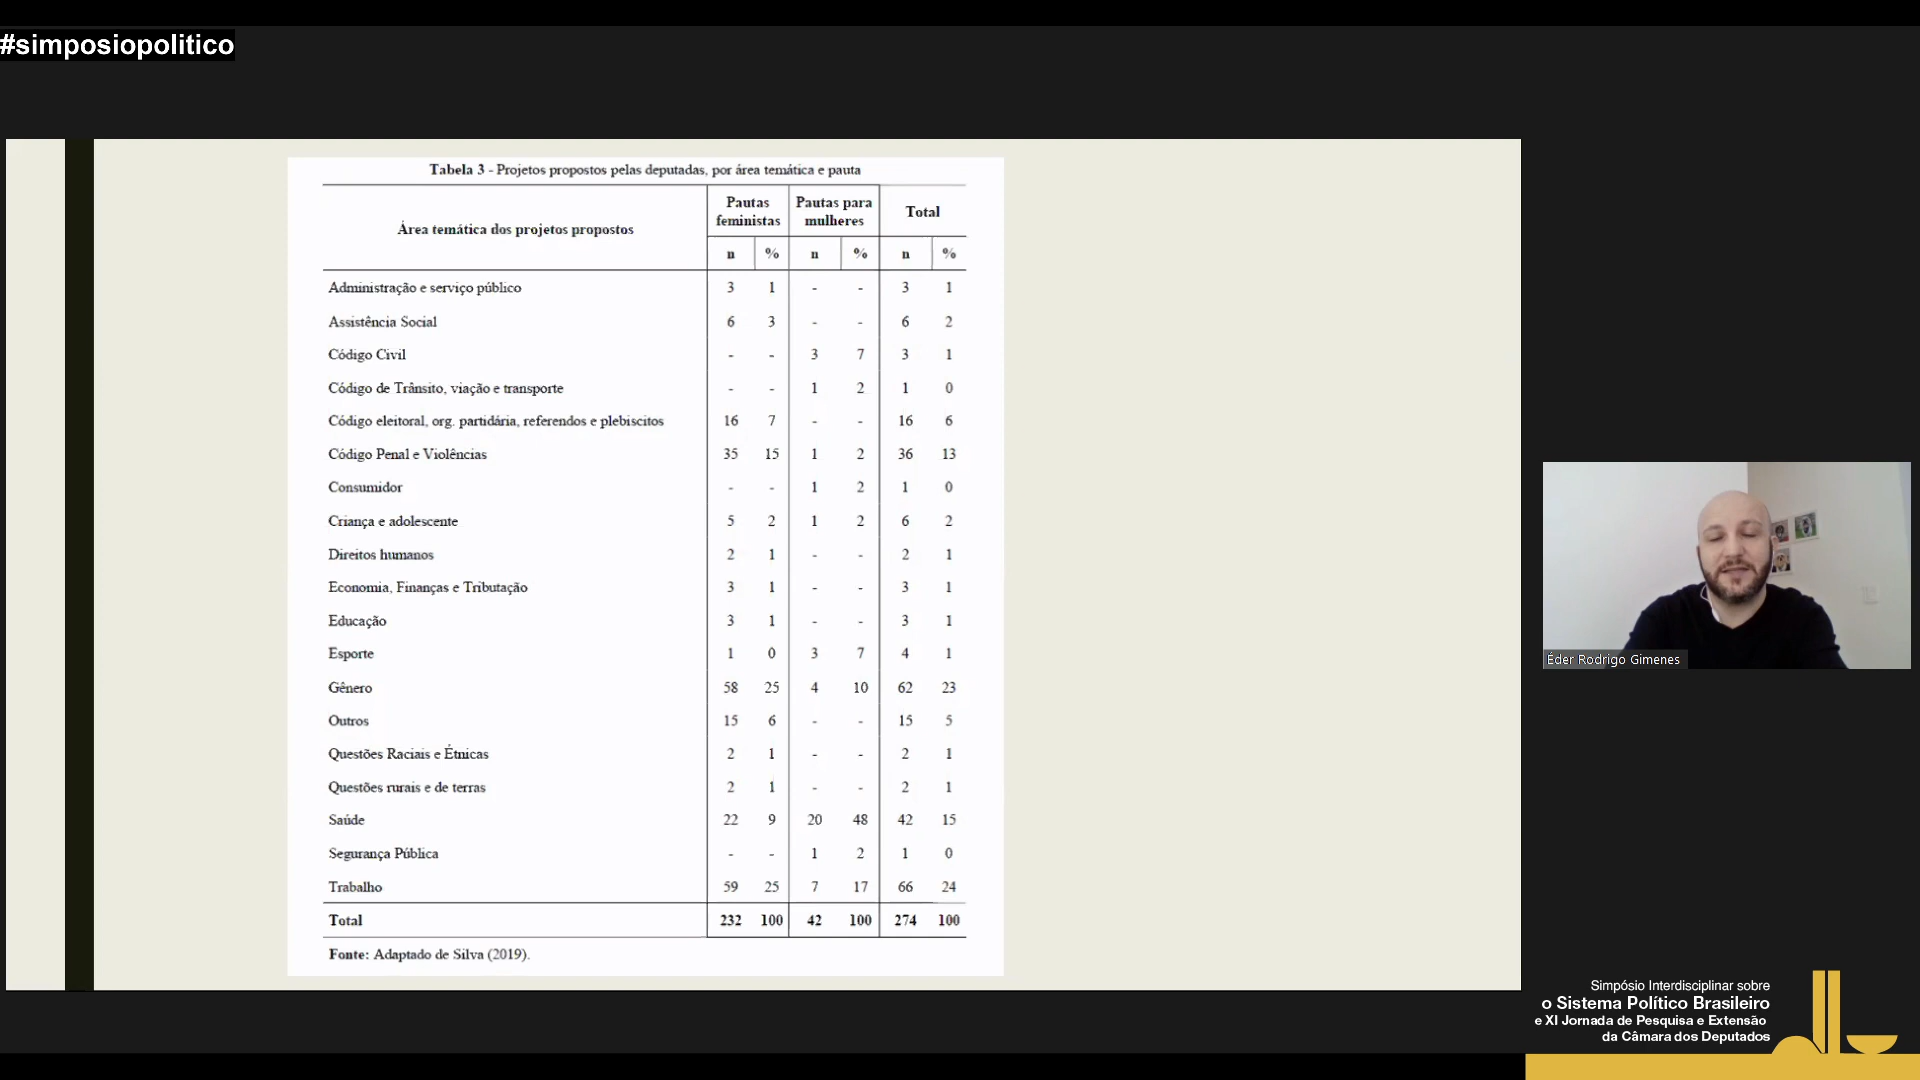 #simposiopolitico
Tabela 3 - Projetos propostos pelas deputadas, por área temática e pauta
Área temática dos projetos propostos
Pautas feministas
Pautas para mulheres
Total
n % n % n %
Administração e serviço público 3 1 - - 3 1
Assistência Social 6 3 - - 6 2
Código Civil - - 3 7 3 1
Código de Trânsito, viação e transporte - - 1 2 1 0
Código eleitoral, org. partidária, referendos e plebiscitos 16 7 - - 16 6
Código Penal e Violências 35 15 1 2 36 13
Consumidor - - 1 2 1 0
Criança e adolescente 5 2 1 2 6 2
Direitos humanos 2 1 - - 2 1
Economia, Finanças e Tributação 3 1 - - 3 1
Educação 3 1 - - 3 1
Esporte 1 0 3 7 4 1
Gênero 58 25 4 10 62 23
Outros 15 6 - - 15 5
Questões Raciais e Étnicas 2 1 - - 2 1
Questões rurais e de terras 2 1 - - 2 1
Saúde 22 9 20 48 42 15
Segurança Pública - - 1 2 1 0
Trabalho 59 25 7 17 66 24
Total 232 100 42 100 274 100
Fonte: Adaptado de Silva (2019).
Éder Rodrigo Gimenes
Simpósio Interdisciplinar sobre
o Sistema Político Brasileiro
e XI Jornada de Pesquisa e Extensão
da Câmara dos Deputados